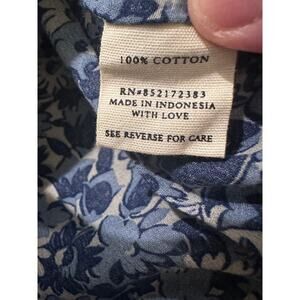 100% COTTON
RN#852172383
MADE IN INDONESIA
WITH LOVE
SEE REVERSE FOR CARE